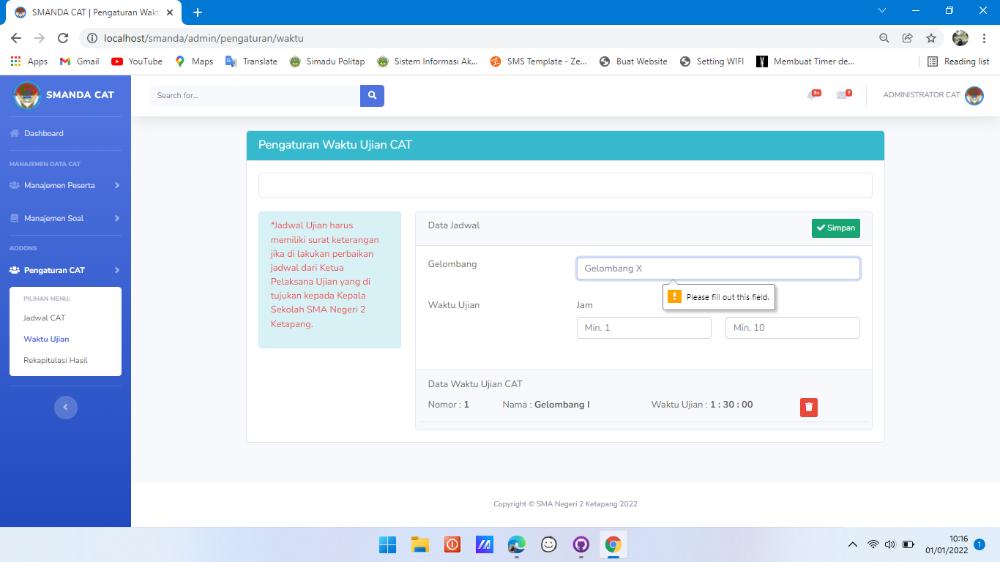 SMANDA CAT | Pengaturan Wakt
localhost/smanda/admin/pengaturan/waktu
Apps
Gmail
YouTube
Maps
Translate
Simadu Politap
Sistem Informasi Ak...
SMS Template - Ze...
Buat Website
Setting WIFI
Membuat Timer de...
Reading list
SMANDA CAT
Search for...
3+
7
ADMINISTRATOR CAT
Dashboard
MANAJEMEN DATA CAT
Manajemen Peserta
Manajemen Soal
ADDONS
Pengaturan CAT
PILIHAN MENU:
Jadwal CAT
Waktu Ujian
Rekapitulasi Hasil
Pengaturan Waktu Ujian CAT
*Jadwal Ujian harus
memiliki surat keterangan
jika di lakukan perbaikan
jadwal dari Ketua
Pelaksana Ujian yang di
tujukan kepada Kepala
Sekolah SMA Negeri 2
Ketapang.
Data Jadwal
Simpan
Gelombang
Gelombang X
Please fill out this field.
Waktu Ujian
Jam
Min. 1
Min. 10
Data Waktu Ujian CAT
Nomor : 1
Nama : Gelombang I
Waktu Ujian : 1 : 30 : 00
Copyright © SMA Negeri 2 Ketapang 2022
10:16
01/01/2022
1